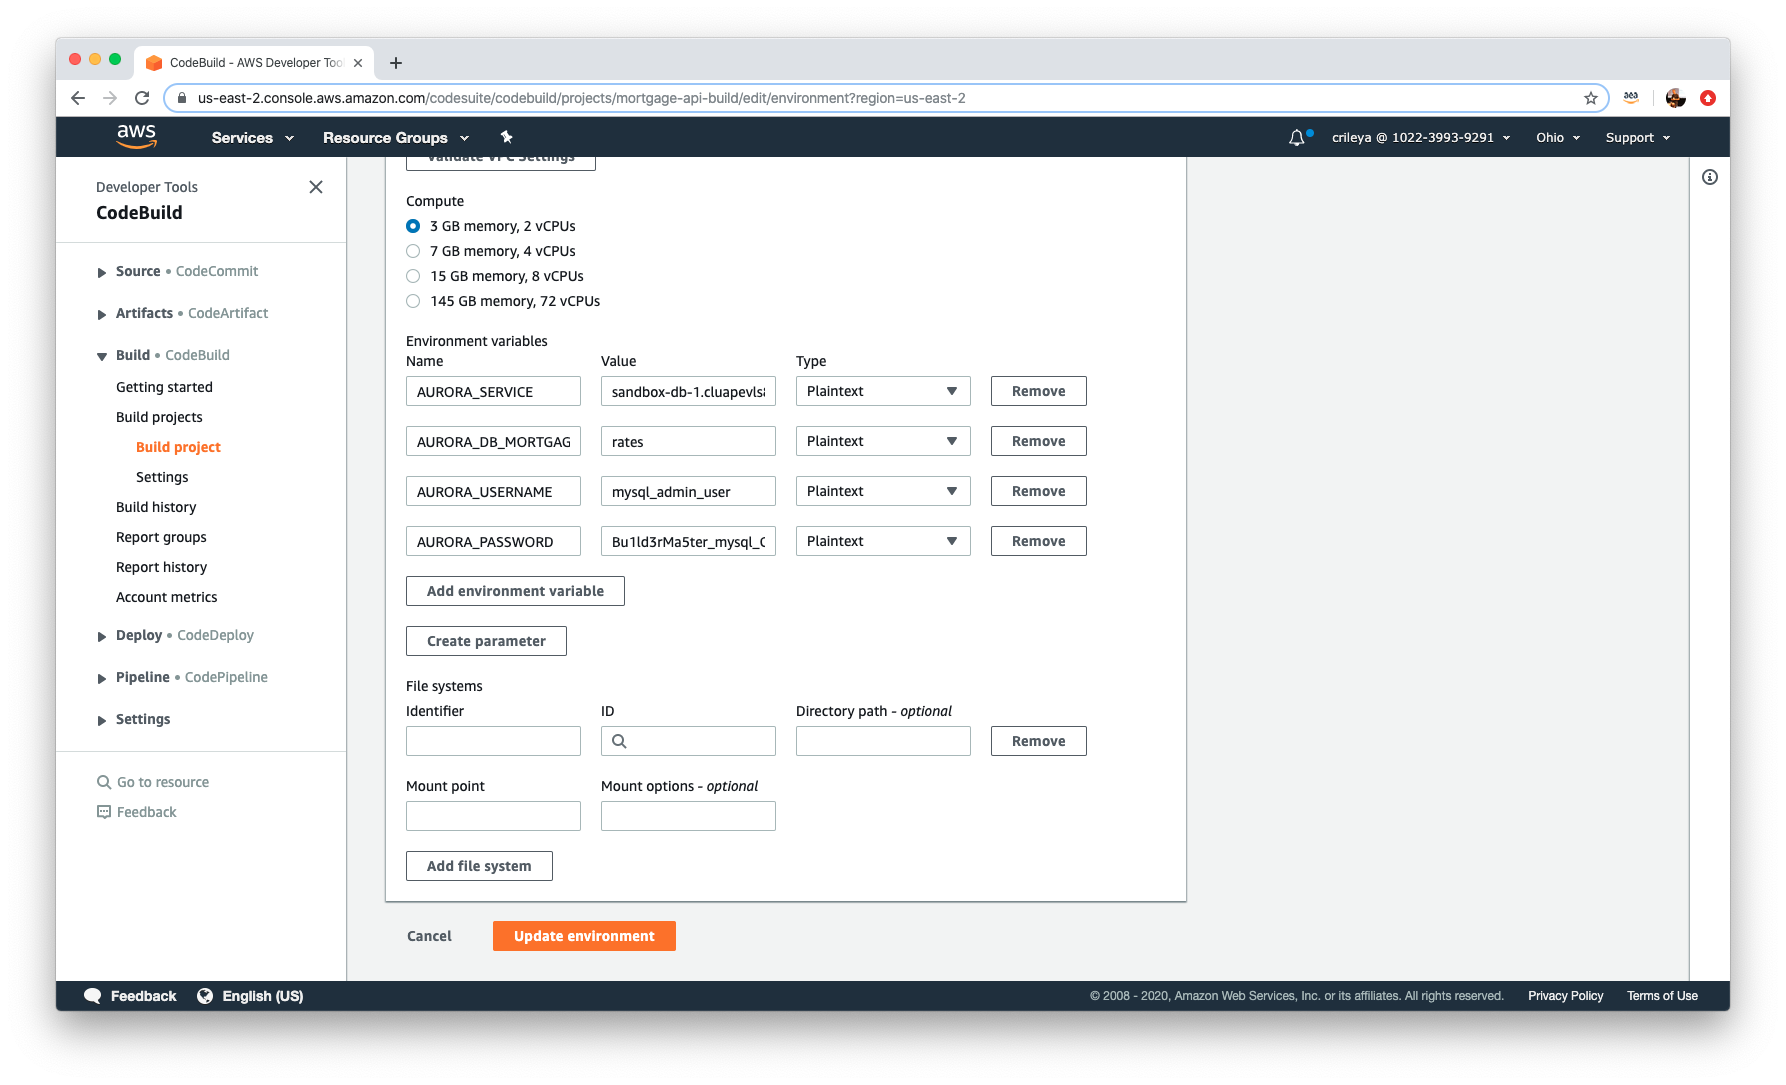 CodeBuild - AWS Developer Too
us-east-2.console.aws.amazon.com/codesuite/codebuild/projects/mortgage-api-build/edit/environment?region=us-east-2
aws
Services
Resource Groups
crileya @ 1022-3993-9291
Ohio
Support
Developer Tools
CodeBuild
Source • CodeCommit
Artifacts • CodeArtifact
Build • CodeBuild
Getting started
Build projects
Build project
Settings
Build history
Report groups
Report history
Account metrics
Deploy • CodeDeploy
Pipeline • CodePipeline
Settings
Go to resource
Feedback
Validate VPC Settings
Compute
3 GB memory, 2 vCPUs
7 GB memory, 4 vCPUs
15 GB memory, 8 vCPUs
145 GB memory, 72 vCPUs
Environment variables
Name Value Type
AURORA_SERVICE sandbox-db-1.cluapevls Plaintext Remove
AURORA_DB_MORTGAG rates Plaintext Remove
AURORA_USERNAME mysql_admin_user Plaintext Remove
AURORA_PASSWORD Bu1ld3rMa5ter_mysql_ Plaintext Remove
Add environment variable
Create parameter
File systems
Identifier ID Directory path - optional
Remove
Mount point Mount options - optional
Add file system
Cancel Update environment
Feedback English (US)
© 2008 - 2020, Amazon Web Services, Inc. or its affiliates. All rights reserved. Privacy Policy Terms of Use